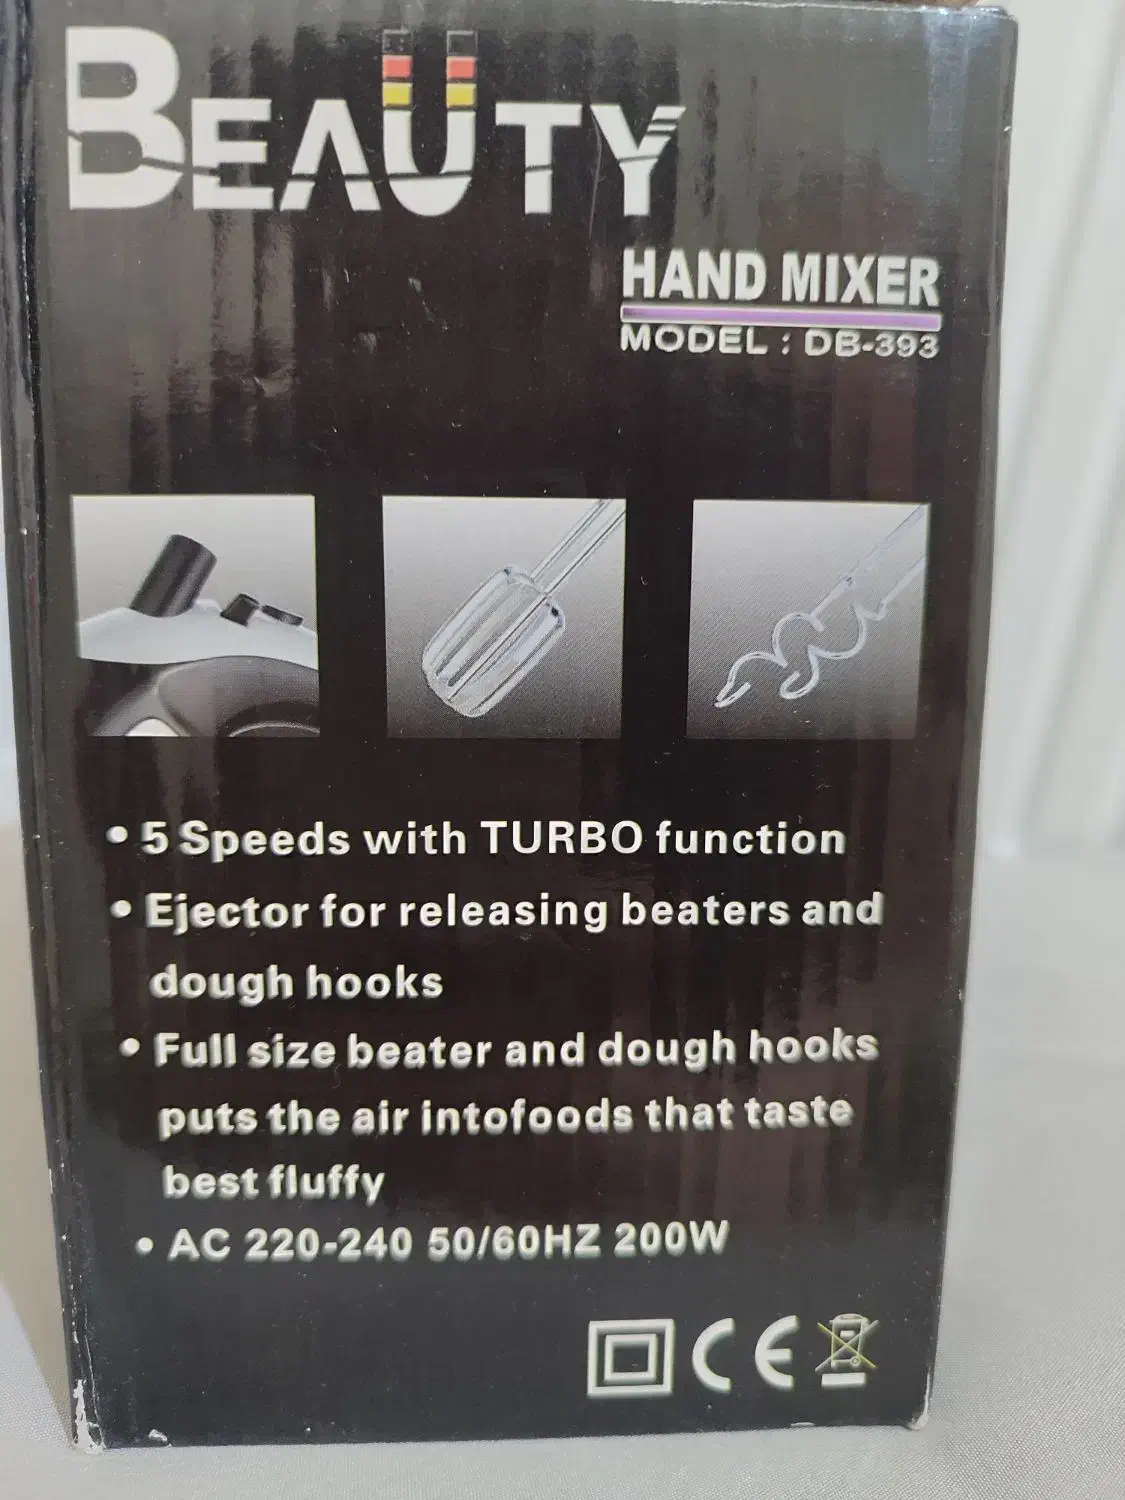 BEAÜTY
HAND MIXER
MODEL : DB-393
• 5 Speeds with TURBO function
• Ejector for releasing beaters and
dough hooks
• Full size beater and dough hooks
puts the air intofoods that taste
best fluffy
• AC 220-240 50/60HZ 200W
CE